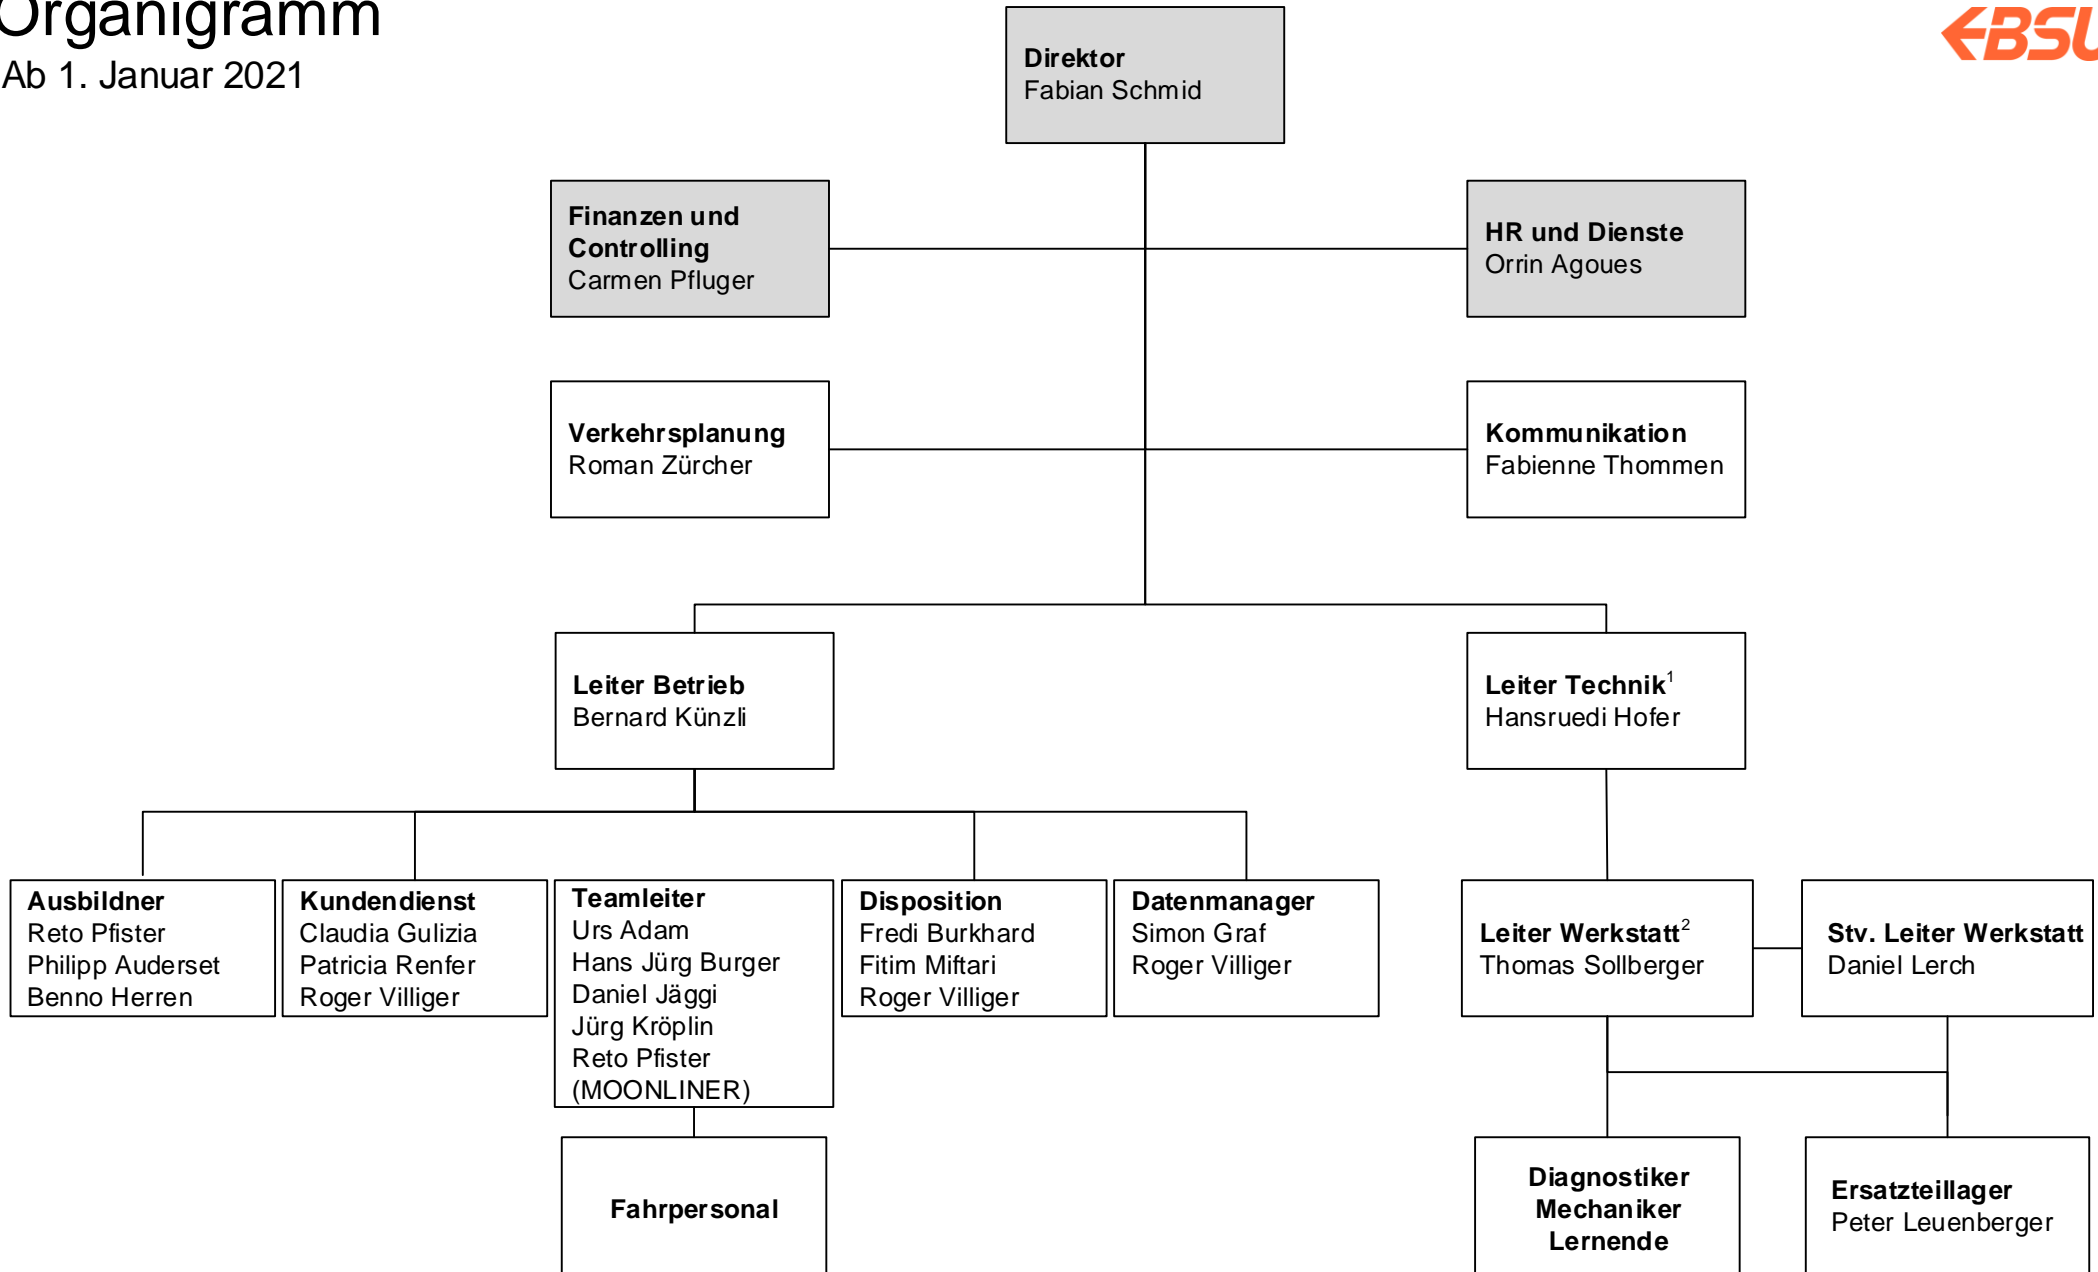 Organigramm
Ab 1. Januar 2021
BSU
Direktor
Fabian Schmid
Finanzen und
Controlling
Carmen Pfluger
HR und Dienste
Orrin Agoues
Verkehrsplanung
Roman Zürcher
Kommunikation
Fabienne Thommen
Leiter Betrieb
Bernard Künzli
Leiter Technik¹
Hansruedi Hofer
Ausbildner
Reto Pfister
Philipp Auderset
Benno Herren
Kundendienst
Claudia Gulizia
Patricia Renfer
Roger Villiger
Teamleiter
Urs Adam
Hans Jürg Burger
Daniel Jäggi
Jürg Kröplin
Reto Pfister
(MOONLINER)
Disposition
Fredi Burkhard
Fitim Miftari
Roger Villiger
Datenmanager
Simon Graf
Roger Villiger
Leiter Werkstatt²
Thomas Sollberger
Stv. Leiter Werkstatt
Daniel Lerch
Fahrpersonal
Diagnostiker
Mechaniker
Lernende
Ersatzteillager
Peter Leuenberger